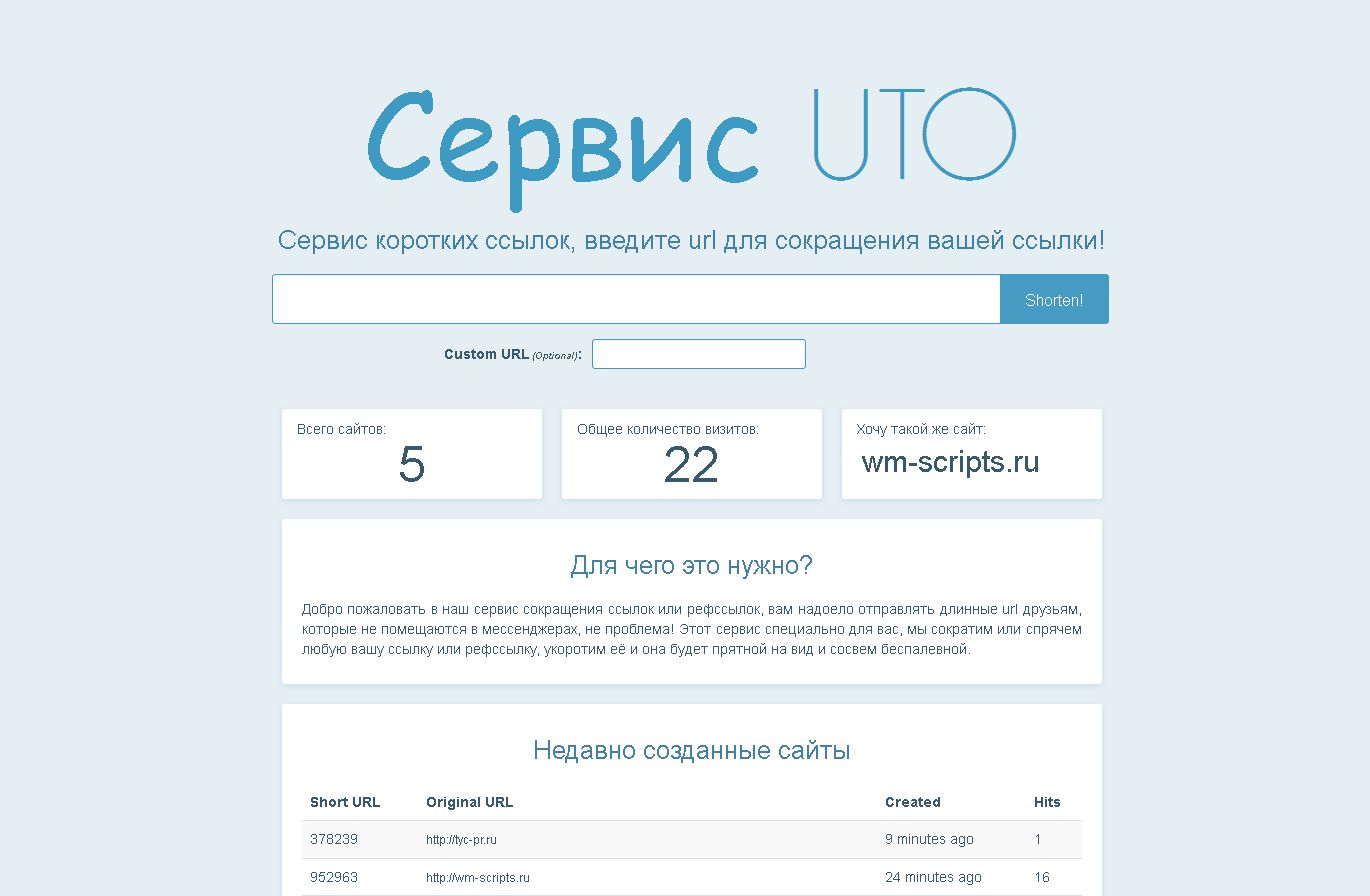 Сервис UTO
Сервис коротких ссылок, введите url для сокращения вашей ссылки!
Shorten!
Custom URL (Optional):
Всего сайтов:
5
Общее количество визитов:
22
Хочу такой же сайт:
wm-scripts.ru
Для чего это нужно?
Добро пожаловать в наш сервис сокращения ссылок или рефссылок, вам надоело отправлять длинные url друзьям,
которые не помещаются в мессенджерах, не проблема! Этот сервис специально для вас, мы сократим или спрячем
любую вашу ссылку или рефссылку, укоротим её и она будет прятной на вид и сосвем беспалевной.
Недавно созданные сайты
Short URL Original URL Created Hits
378239 http://tyc-pr.ru 9 minutes ago 1
952963 http://wm-scripts.ru 24 minutes ago 16